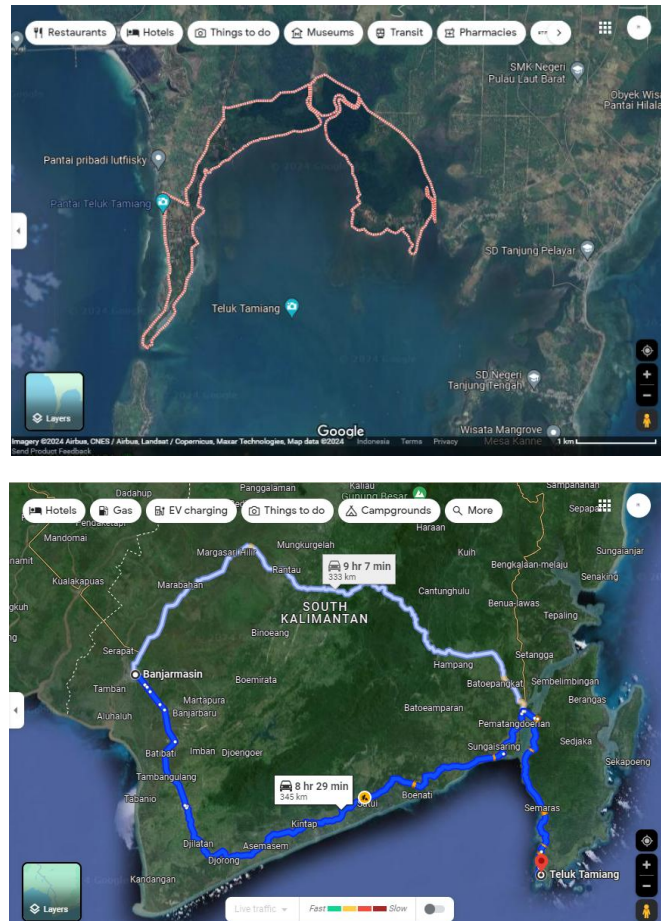 Restaurants Hotels Things to do Museums Transit Pharmacies
SMK Negeri
Pulau Laut Barat
Obyek Wisa
Pantai Hilala
Pantai pribadi lutfiisky
Pantai Teluk Tamiang
SD Tanjung Pelayar
Teluk Tamiang
SD Negeri
Tanjung Tengah
Layers
Google
Wisata Mangrove
Mesa Kanne
Imagery ©2024 Airbus, CNES / Airbus, Landsat / Copernicus, Maxar Technologies, Map data ©2024 Indonesia Terms Privacy 1 km
Send Product Feedback
Hotels Gas EV charging Things to do Campgrounds More
Dadahup
Panggalaman
Kaliau
Gunung Besar
Sampanahan
Mandomai
Mungkurgelah
Haraan
Sungaianjar
Margasari Hilir
Kuih
Bengkalaan-melaju
Rantau
9 hr 7 min
333 km
Senaking
Kualakapuas
Marabahan
Cantunghulu
SOUTH
KALIMANTAN
Benua-lawas
Tepaling
Binoeang
Serapat
Setangga
Hampang
Banjarmasin
Boemirata
Batoepangkat
Sembelimbingan
Tamban
Martapura
Berangas
Aluhaluh
Banjarbaru
Batoeamparan
Pematangdoerian
Batibati
Imban
Djoengoer
Sungaisaring
Sedjaka
Sekapoeng
Tambangulang
8 hr 29 min
345 km
Boenati
Tabanio
Satui
Semaras
Kintap
Djilatan
Asemasem
Djorong
Kandangan
Teluk Tamiang
Layers
Live traffic Fast Slow